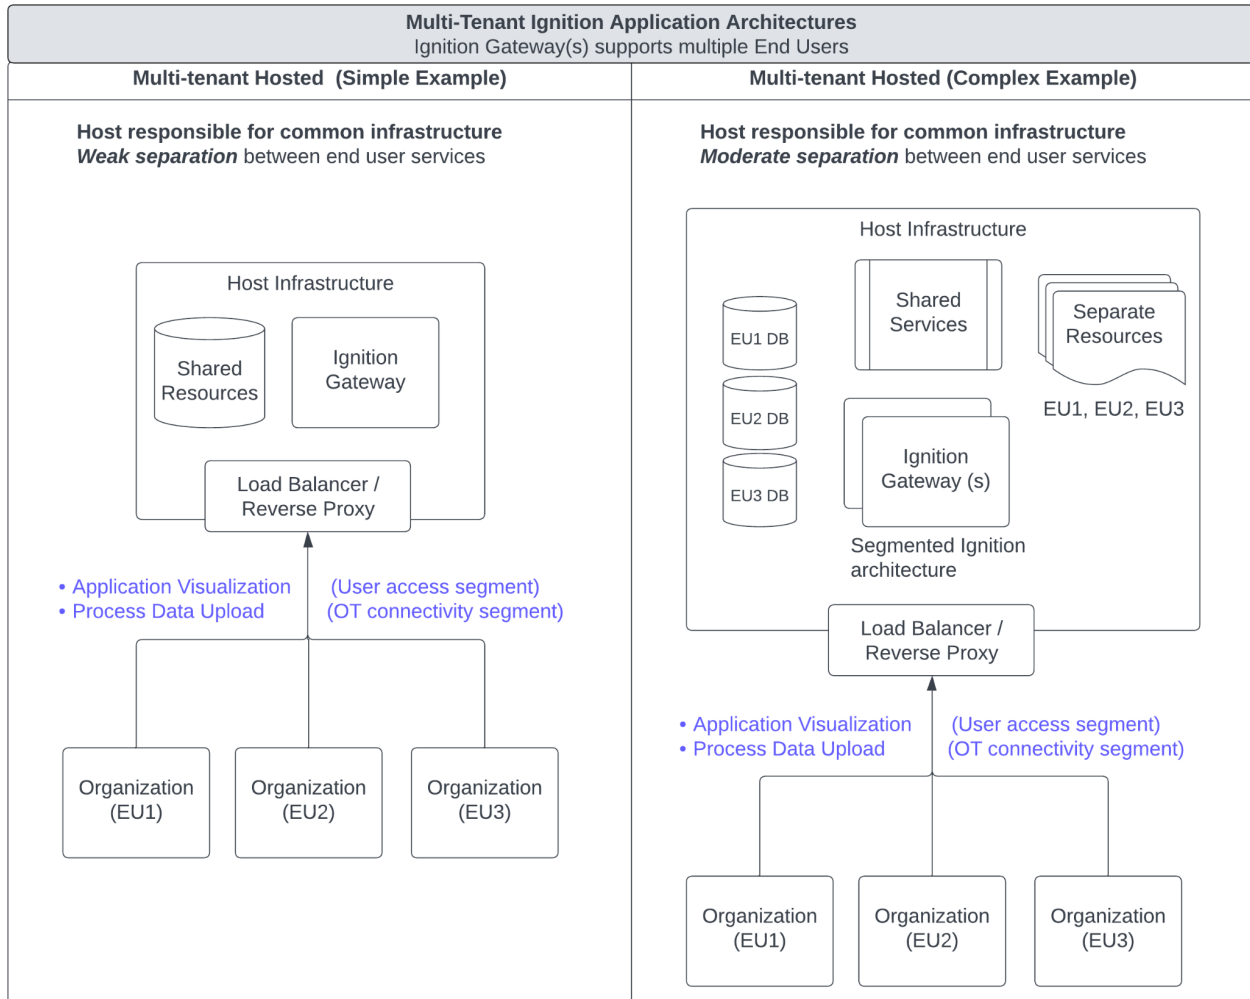 Multi-Tenant Ignition Application Architectures
Ignition Gateway(s) supports multiple End Users
Multi-tenant Hosted  (Simple Example)
Host responsible for common infrastructure
Weak separation between end user services
Host Infrastructure
Shared
Resources
Ignition
Gateway
Load Balancer /
Reverse Proxy
• Application Visualization (User access segment)
• Process Data Upload (OT connectivity segment)
Organization
(EU1)
Organization
(EU2)
Organization
(EU3)
Multi-tenant Hosted (Complex Example)
Host responsible for common infrastructure
Moderate separation between end user services
Host Infrastructure
EU1 DB
EU2 DB
EU3 DB
Shared
Services
Separate
Resources
EU1, EU2, EU3
Ignition
Gateway (s)
Segmented Ignition
architecture
Load Balancer /
Reverse Proxy
• Application Visualization (User access segment)
• Process Data Upload (OT connectivity segment)
Organization
(EU1)
Organization
(EU2)
Organization
(EU3)